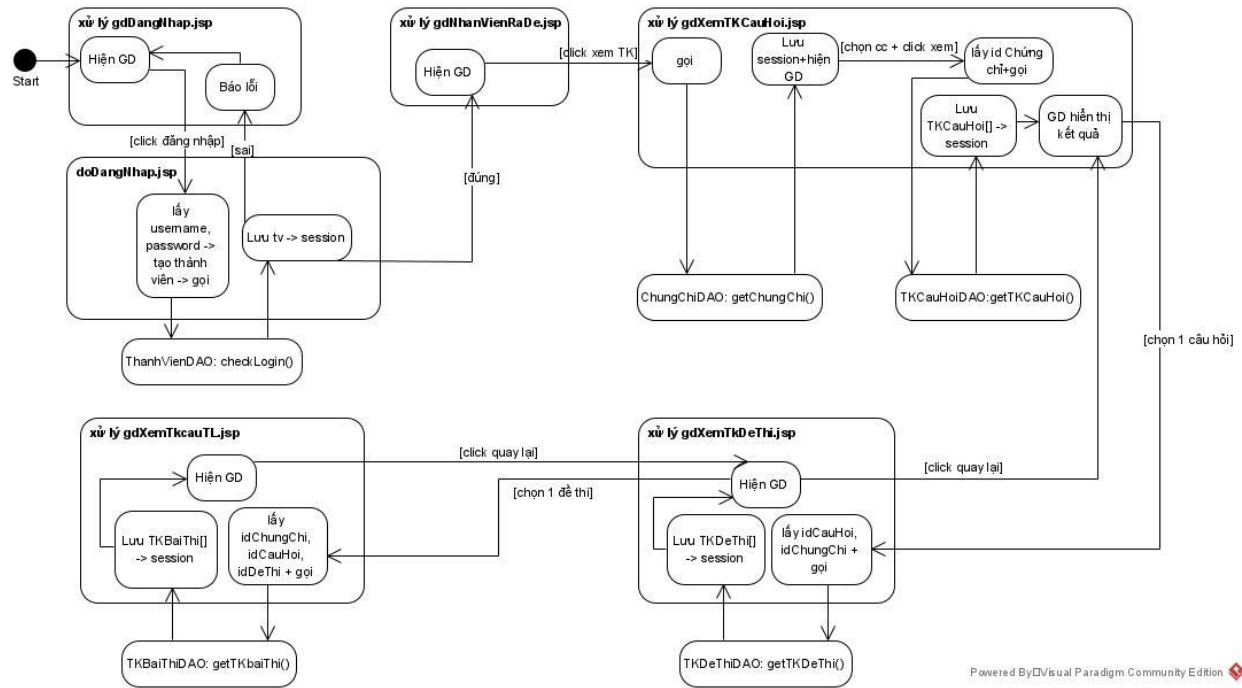 xử lý gdDangNhap.jsp
Hiện GD
Báo lỗi
Start
[click đăng nhập]
[sai]
doDangNhap.jsp
lấy
username,
password ->
tạo thành
viên -> gọi
Lưu tv -> session
ThanhVienDAO: checkLogin()
xử lý gdNhanVienRaDe.jsp
Hiện GD
[click xem TK]
[đúng]
xử lý gdXemTKCauHoi.jsp
gọi
Lưu
session+hiện
GD
[chọn cc + click xem]
lấy id Chứng
chỉ+gọi
Lưu
TKCauHoi[] ->
session
GD hiển thị
kết quả
ChungChiDAO: getChungChi()
TKCauHoiDAO:getTKCauHoi()
[chọn 1 câu hỏi]
xử lý gdXemTkcauTL.jsp
Hiện GD
Lưu TKBaiThi[]
-> session
lấy
idChungChi,
idCauHoi,
idDeThi + gọi
TKBaiThiDAO: getTKbaiThi()
[click quay lại]
[chọn 1 đề thi]
xử lý gdXemTkDeThi.jsp
Hiện GD
[click quay lại]
Lưu TKDeThi[]
-> session
lấy idCauHoi,
idChungChi +
gọi
TKDeThiDAO: getTKDeThi()
Powered By Visual Paradigm Community Edition